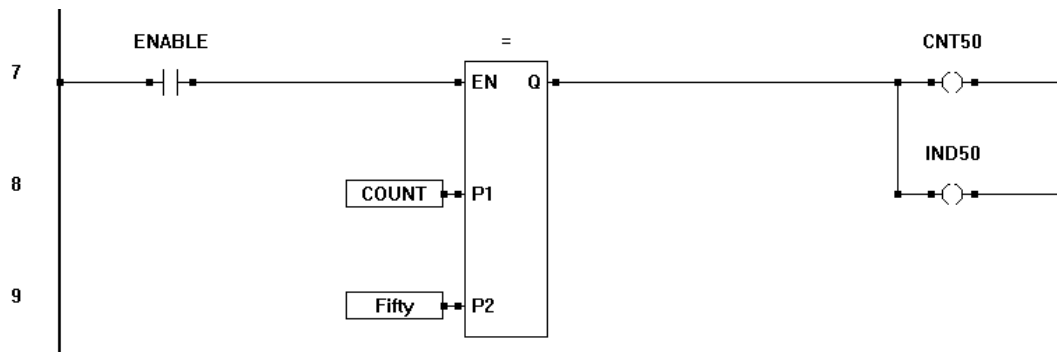 ENABLE = CNT50
7 EN Q
IND50
8 COUNT P1
9 Fifty P2